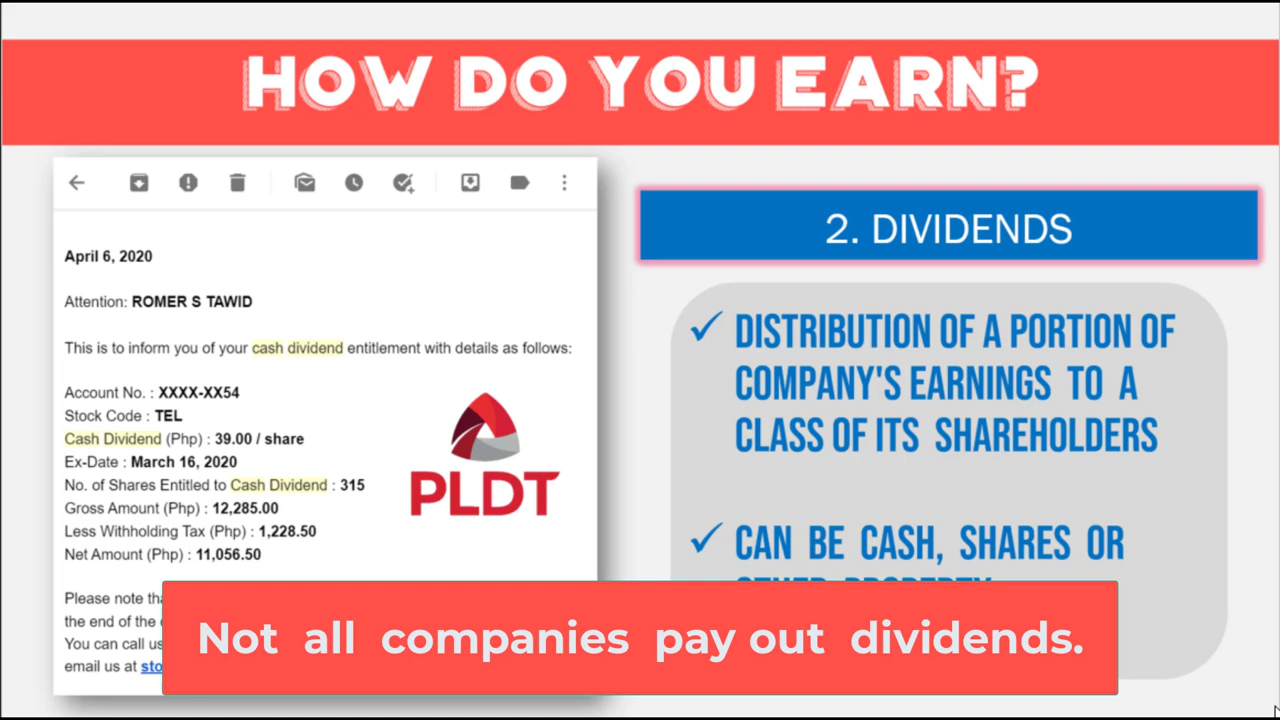 HOW DO YOU EARN?
April 6, 2020
Attention: ROMER S TAWID
This is to inform you of your cash dividend entitlement with details as follows:
Account No. : XXXX-XX54
Stock Code : TEL
Cash Dividend (Php) : 39.00 / share
Ex-Date : March 16, 2020
No. of Shares Entitled to Cash Dividend : 315
Gross Amount (Php) : 12,285.00
Less Withholding Tax (Php) : 1,228.50
Net Amount (Php) : 11,056.50
Please note
the end of the
You can call us
email us at
PLDT
2. DIVIDENDS
DISTRIBUTION OF A PORTION OF
COMPANY'S EARNINGS TO A
CLASS OF ITS SHAREHOLDERS
CAN BE CASH, SHARES OR
OTHER PROPERTY
Not all companies pay out dividends.